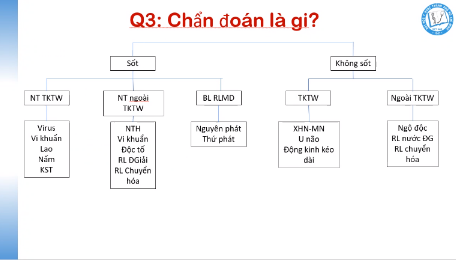 Q3: Chẩn đoán là gì?
Sốt
Không sốt
NT TKTW
NT ngoài
TKTW
BL RLMD
TKTW
Ngoài TKTW
Virus
Vi khuẩn
Lao
Nấm
KST
NTH
Vi khuẩn
Độc tố
RL ĐGiải
RL Chuyển
hóa
Nguyên phát
Thứ phát
XHN-MN
U não
Động kinh kéo
dài
Ngộ độc
RL nước ĐG
RL chuyển
hóa